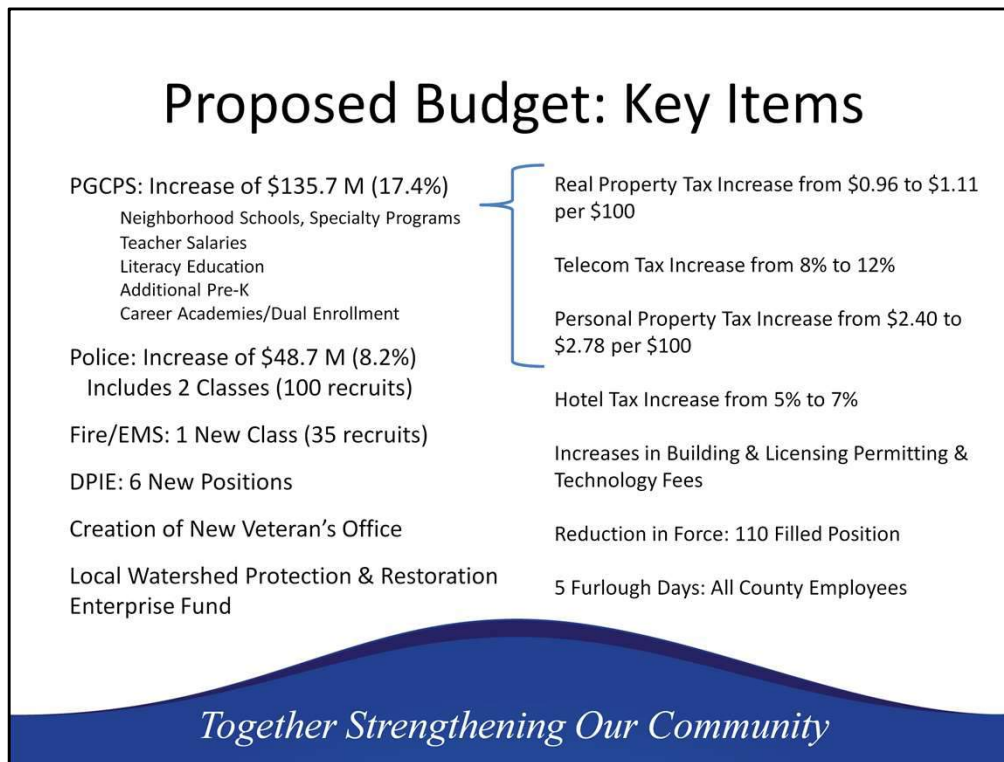 Proposed Budget: Key Items
PGCPS: Increase of $135.7 M (17.4%)
Neighborhood Schools, Specialty Programs
Teacher Salaries
Literacy Education
Additional Pre-K
Career Academies/Dual Enrollment
Police: Increase of $48.7 M (8.2%)
Includes 2 Classes (100 recruits)
Fire/EMS: 1 New Class (35 recruits)
DPIE: 6 New Positions
Creation of New Veteran’s Office
Local Watershed Protection & Restoration
Enterprise Fund
Real Property Tax Increase from $0.96 to $1.11
per $100
Telecom Tax Increase from 8% to 12%
Personal Property Tax Increase from $2.40 to
$2.78 per $100
Hotel Tax Increase from 5% to 7%
Increases in Building & Licensing Permitting &
Technology Fees
Reduction in Force: 110 Filled Position
5 Furlough Days: All County Employees
Together Strengthening Our Community